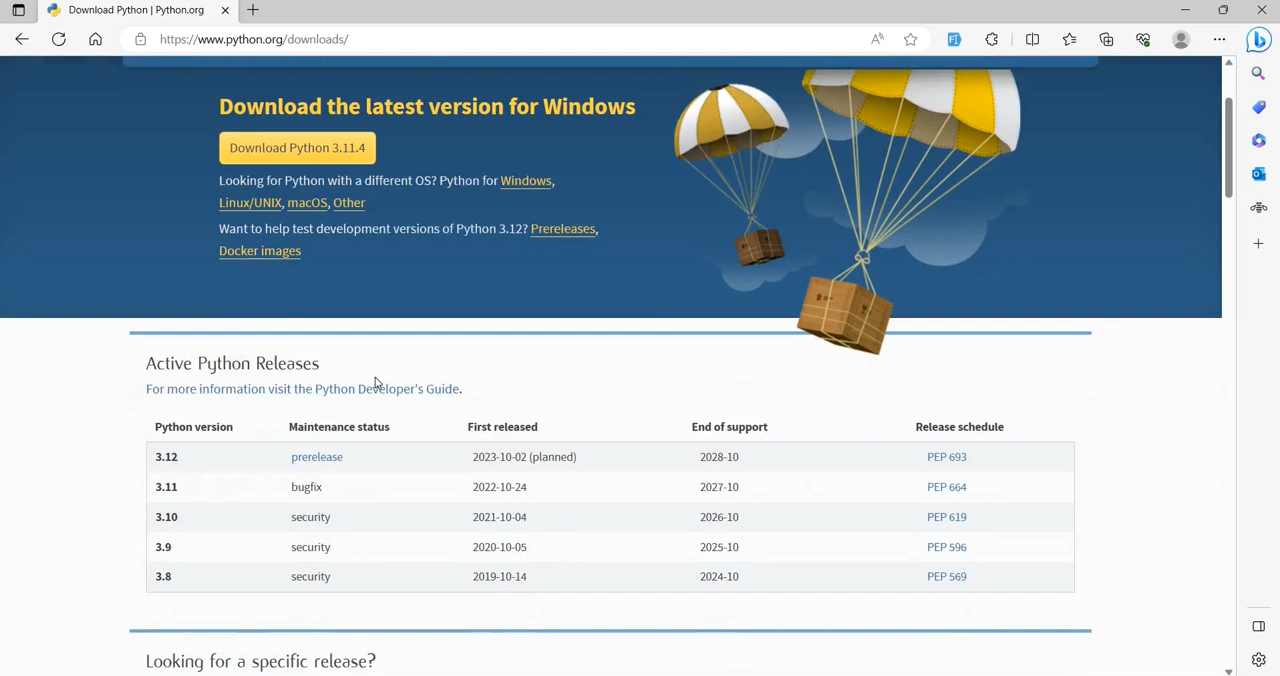 Download Python | Python.org
https://www.python.org/downloads/
Download the latest version for Windows
Download Python 3.11.4
Looking for Python with a different OS? Python for Windows,
Linux/UNIX, macOS, Other
Want to help test development versions of Python 3.12? Prereleases,
Docker images
Active Python Releases
For more information visit the Python Developer's Guide.
Python version Maintenance status First released End of support Release schedule
3.12 prerelease 2023-10-02 (planned) 2028-10 PEP 693
3.11 bugfix 2022-10-24 2027-10 PEP 664
3.10 security 2021-10-04 2026-10 PEP 619
3.9 security 2020-10-05 2025-10 PEP 596
3.8 security 2019-10-14 2024-10 PEP 569
Looking for a specific release?